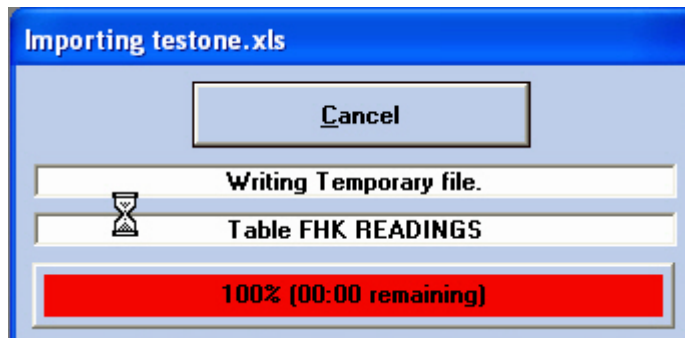 Importing testone.xls
Cancel
Writing Temporary file.
Table FHK READINGS
100% (00:00 remaining)